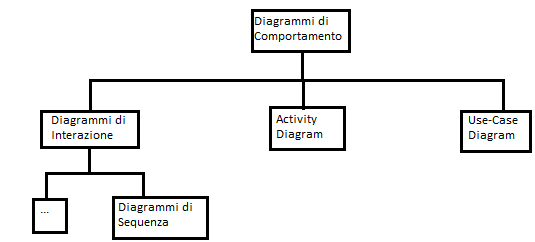 Diagrammi di
Comportamento
Diagrammi di
Interazione
Activity
Diagram
Use-Case
Diagram
...
Diagrammi di
Sequenza